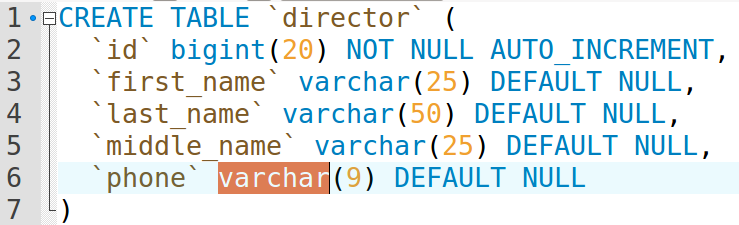 1 CREATE TABLE `director` (
2 `id` bigint(20) NOT NULL AUTO_INCREMENT,
3 `first_name` varchar(25) DEFAULT NULL,
4 `last_name` varchar(50) DEFAULT NULL,
5 `middle_name` varchar(25) DEFAULT NULL,
6 `phone` varchar(9) DEFAULT NULL
7 )